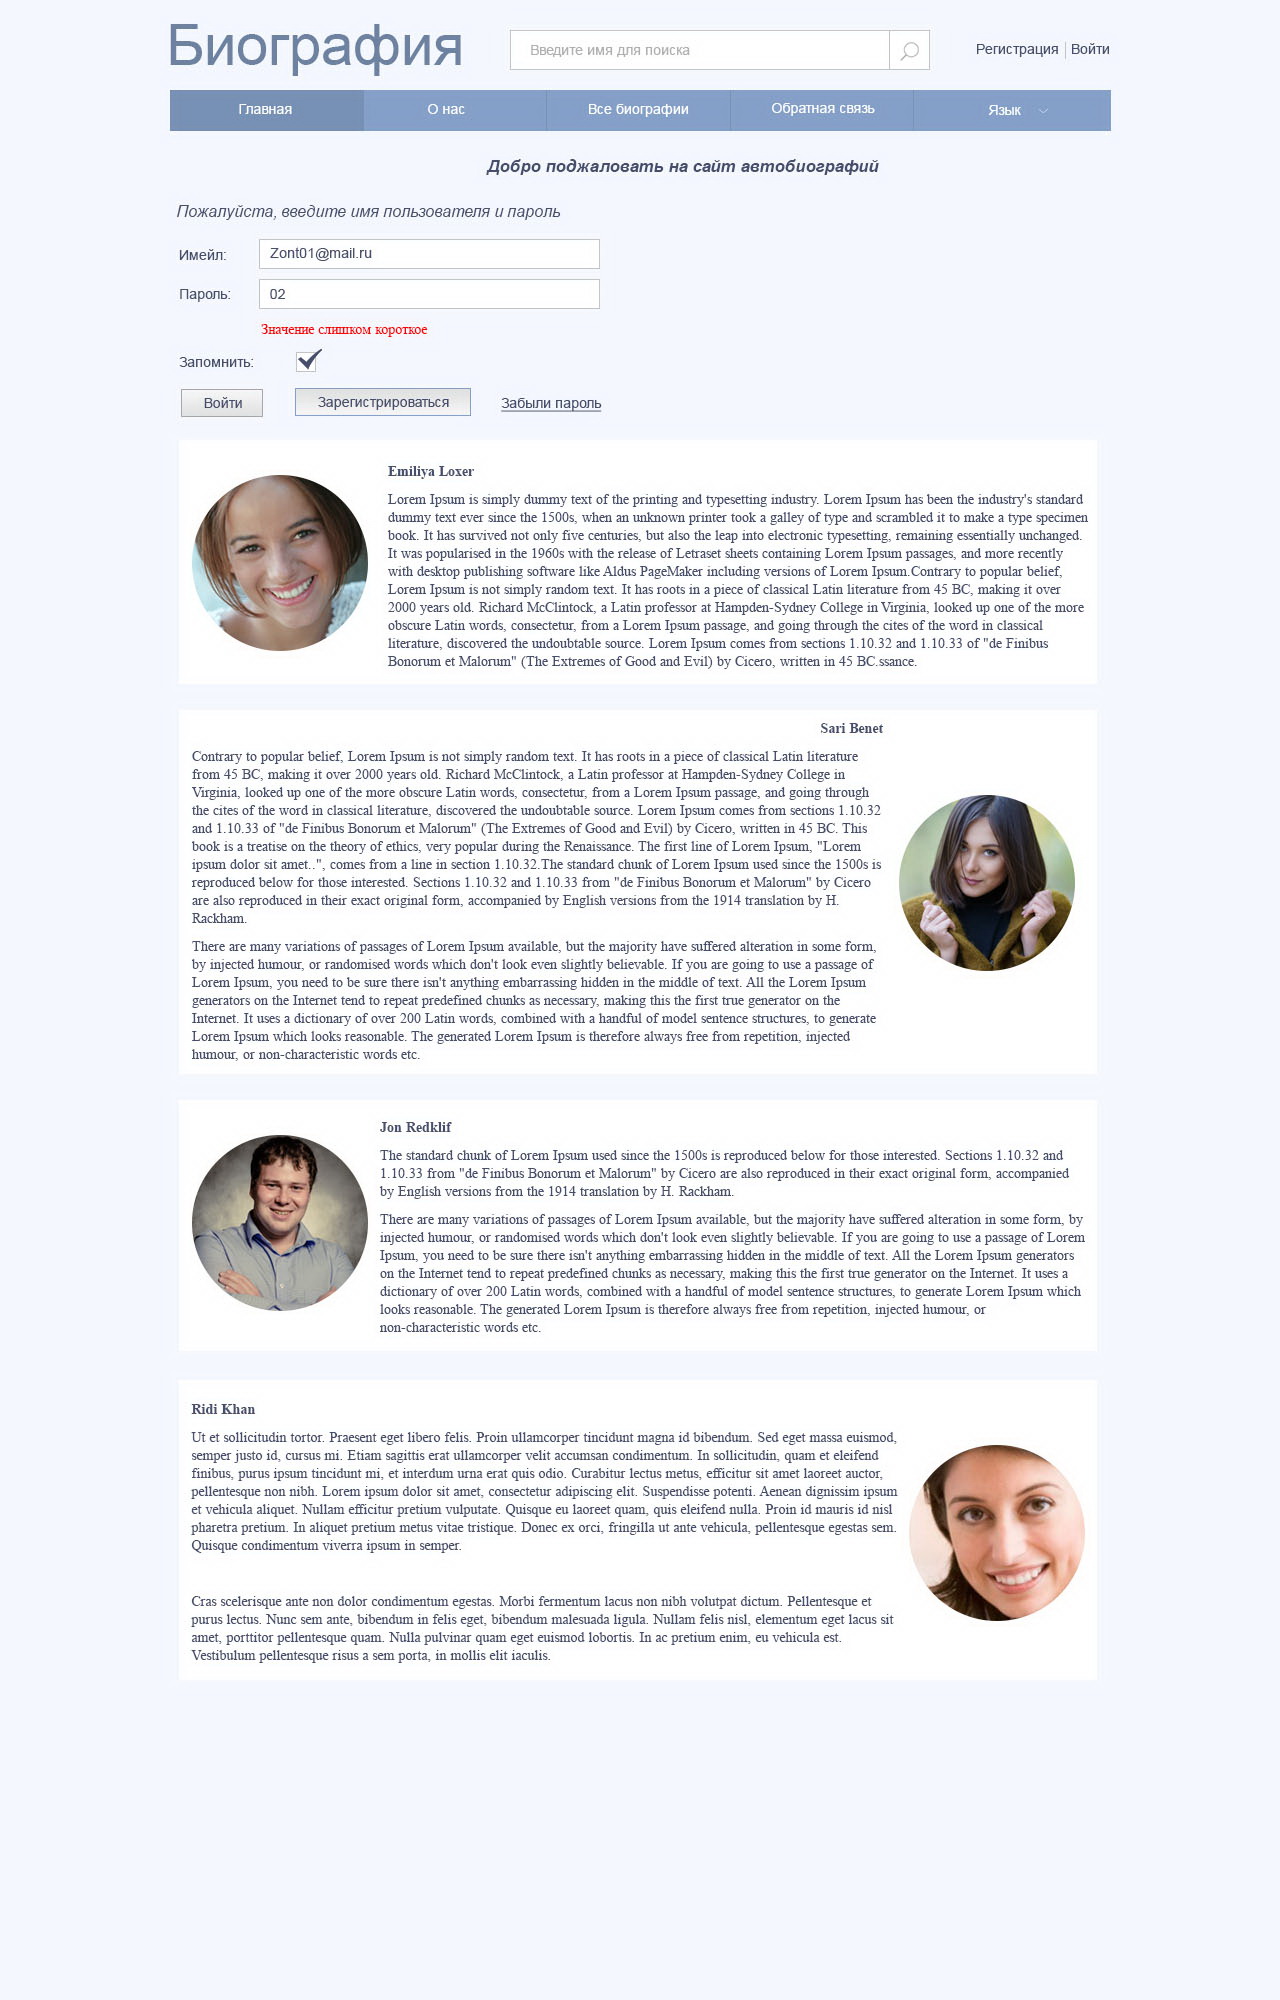 Биография
Введите имя для поиска
Регистрация Войти
Главная О нас Все биографии Обратная связь Язык
Добро поджаловать на сайт автобиографий
Пожалуйста, введите имя пользователя и пароль
Имейл: Zont01@mail.ru
Пароль: 02
Значение слишком короткое
Запомнить:
Войти Зарегистрироваться Забыли пароль
Emiliya Loxer
Lorem Ipsum is simply dummy text of the printing and typesetting industry. Lorem Ipsum has been the industry's standard
dummy text ever since the 1500s, when an unknown printer took a galley of type and scrambled it to make a type specimen
book. It has survived not only five centuries, but also the leap into electronic typesetting, remaining essentially unchanged.
It was popularised in the 1960s with the release of Letraset sheets containing Lorem Ipsum passages, and more recently
with desktop publishing software like Aldus PageMaker including versions of Lorem Ipsum.Contrary to popular belief,
Lorem Ipsum is not simply random text. It has roots in a piece of classical Latin literature from 45 BC, making it over
2000 years old. Richard McClintock, a Latin professor at Hampden-Sydney College in Virginia, looked up one of the more
obscure Latin words, consectetur, from a Lorem Ipsum passage, and going through the cites of the word in classical
literature, discovered the undoubtable source. Lorem Ipsum comes from sections 1.10.32 and 1.10.33 of "de Finibus
Bonorum et Malorum" (The Extremes of Good and Evil) by Cicero, written in 45 BC.ssance.
Sari Benet
Contrary to popular belief, Lorem Ipsum is not simply random text. It has roots in a piece of classical Latin literature
from 45 BC, making it over 2000 years old. Richard McClintock, a Latin professor at Hampden-Sydney College in
Virginia, looked up one of the more obscure Latin words, consectetur, from a Lorem Ipsum passage, and going through
the cites of the word in classical literature, discovered the undoubtable source. Lorem Ipsum comes from sections 1.10.32
and 1.10.33 of "de Finibus Bonorum et Malorum" (The Extremes of Good and Evil) by Cicero, written in 45 BC. This
book is a treatise on the theory of ethics, very popular during the Renaissance. The first line of Lorem Ipsum, "Lorem
ipsum dolor sit amet..", comes from a line in section 1.10.32.The standard chunk of Lorem Ipsum used since the 1500s is
reproduced below for those interested. Sections 1.10.32 and 1.10.33 from "de Finibus Bonorum et Malorum" by Cicero
are also reproduced in their exact original form, accompanied by English versions from the 1914 translation by H.
Rackham.
There are many variations of passages of Lorem Ipsum available, but the majority have suffered alteration in some form,
by injected humour, or randomised words which don't look even slightly believable. If you are going to use a passage of
Lorem Ipsum, you need to be sure there isn't anything embarrassing hidden in the middle of text. All the Lorem Ipsum
generators on the Internet tend to repeat predefined chunks as necessary, making this the first true generator on the
Internet. It uses a dictionary of over 200 Latin words, combined with a handful of model sentence structures, to generate
Lorem Ipsum which looks reasonable. The generated Lorem Ipsum is therefore always free from repetition, injected
humour, or non-characteristic words etc.
Jon Redklif
The standard chunk of Lorem Ipsum used since the 1500s is reproduced below for those interested. Sections 1.10.32 and
1.10.33 from "de Finibus Bonorum et Malorum" by Cicero are also reproduced in their exact original form, accompanied
by English versions from the 1914 translation by H. Rackham.
There are many variations of passages of Lorem Ipsum available, but the majority have suffered alteration in some form, by
injected humour, or randomised words which don't look even slightly believable. If you are going to use a passage of Lorem
Ipsum, you need to be sure there isn't anything embarrassing hidden in the middle of text. All the Lorem Ipsum generators
on the Internet tend to repeat predefined chunks as necessary, making this the first true generator on the Internet. It uses a
dictionary of over 200 Latin words, combined with a handful of model sentence structures, to generate Lorem Ipsum which
looks reasonable. The generated Lorem Ipsum is therefore always free from repetition, injected humour, or
non-characteristic words etc.
Ridi Khan
Ut et sollicitudin tortor. Praesent eget libero felis. Proin ullamcorper tincidunt magna id bibendum. Sed eget massa euismod,
semper justo id, cursus mi. Etiam sagittis erat ullamcorper velit accumsan condimentum. In sollicitudin, quam et eleifend
finibus, purus ipsum tincidunt mi, et interdum urna erat quis odio. Curabitur lectus metus, efficitur sit amet laoreet auctor,
pellentesque non nibh. Lorem ipsum dolor sit amet, consectetur adipiscing elit. Suspendisse potenti. Aenean dignissim ipsum
et vehicula aliquet. Nullam efficitur pretium vulputate. Quisque eu laoreet quam, quis eleifend nulla. Proin id mauris id nisl
pharetra pretium. In aliquet pretium metus vitae tristique. Donec ex orci, fringilla ut ante vehicula, pellentesque egestas sem.
Quisque condimentum viverra ipsum in semper.
Cras scelerisque ante non dolor condimentum egestas. Morbi fermentum lacus non nibh volutpat dictum. Pellentesque et
purus lectus. Nunc sem ante, bibendum in felis eget, bibendum malesuada ligula. Nullam felis nisl, elementum eget lacus sit
amet, porttitor pellentesque quam. Nulla pulvinar quam eget euismod lobortis. In ac pretium enim, eu vehicula est.
Vestibulum pellentesque risus a sem porta, in mollis elit iaculis.